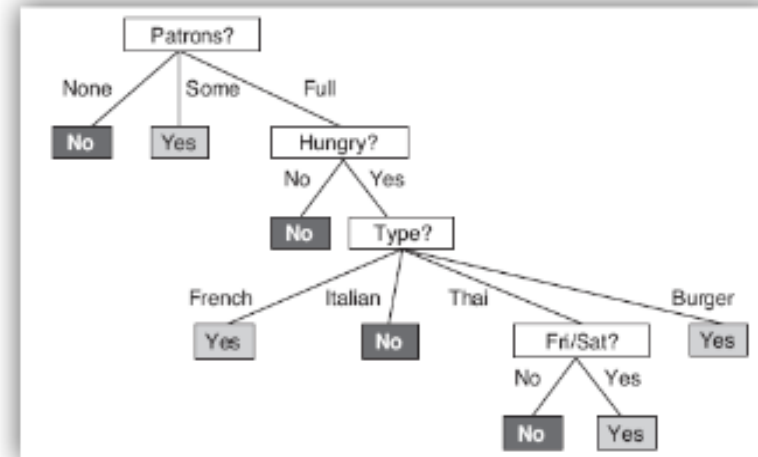 Patrons?
None Some Full
No Yes Hungry?
No Yes
No Type?
French Italian Thai Burger
Yes No Fri/Sat? Yes
No Yes
No Yes